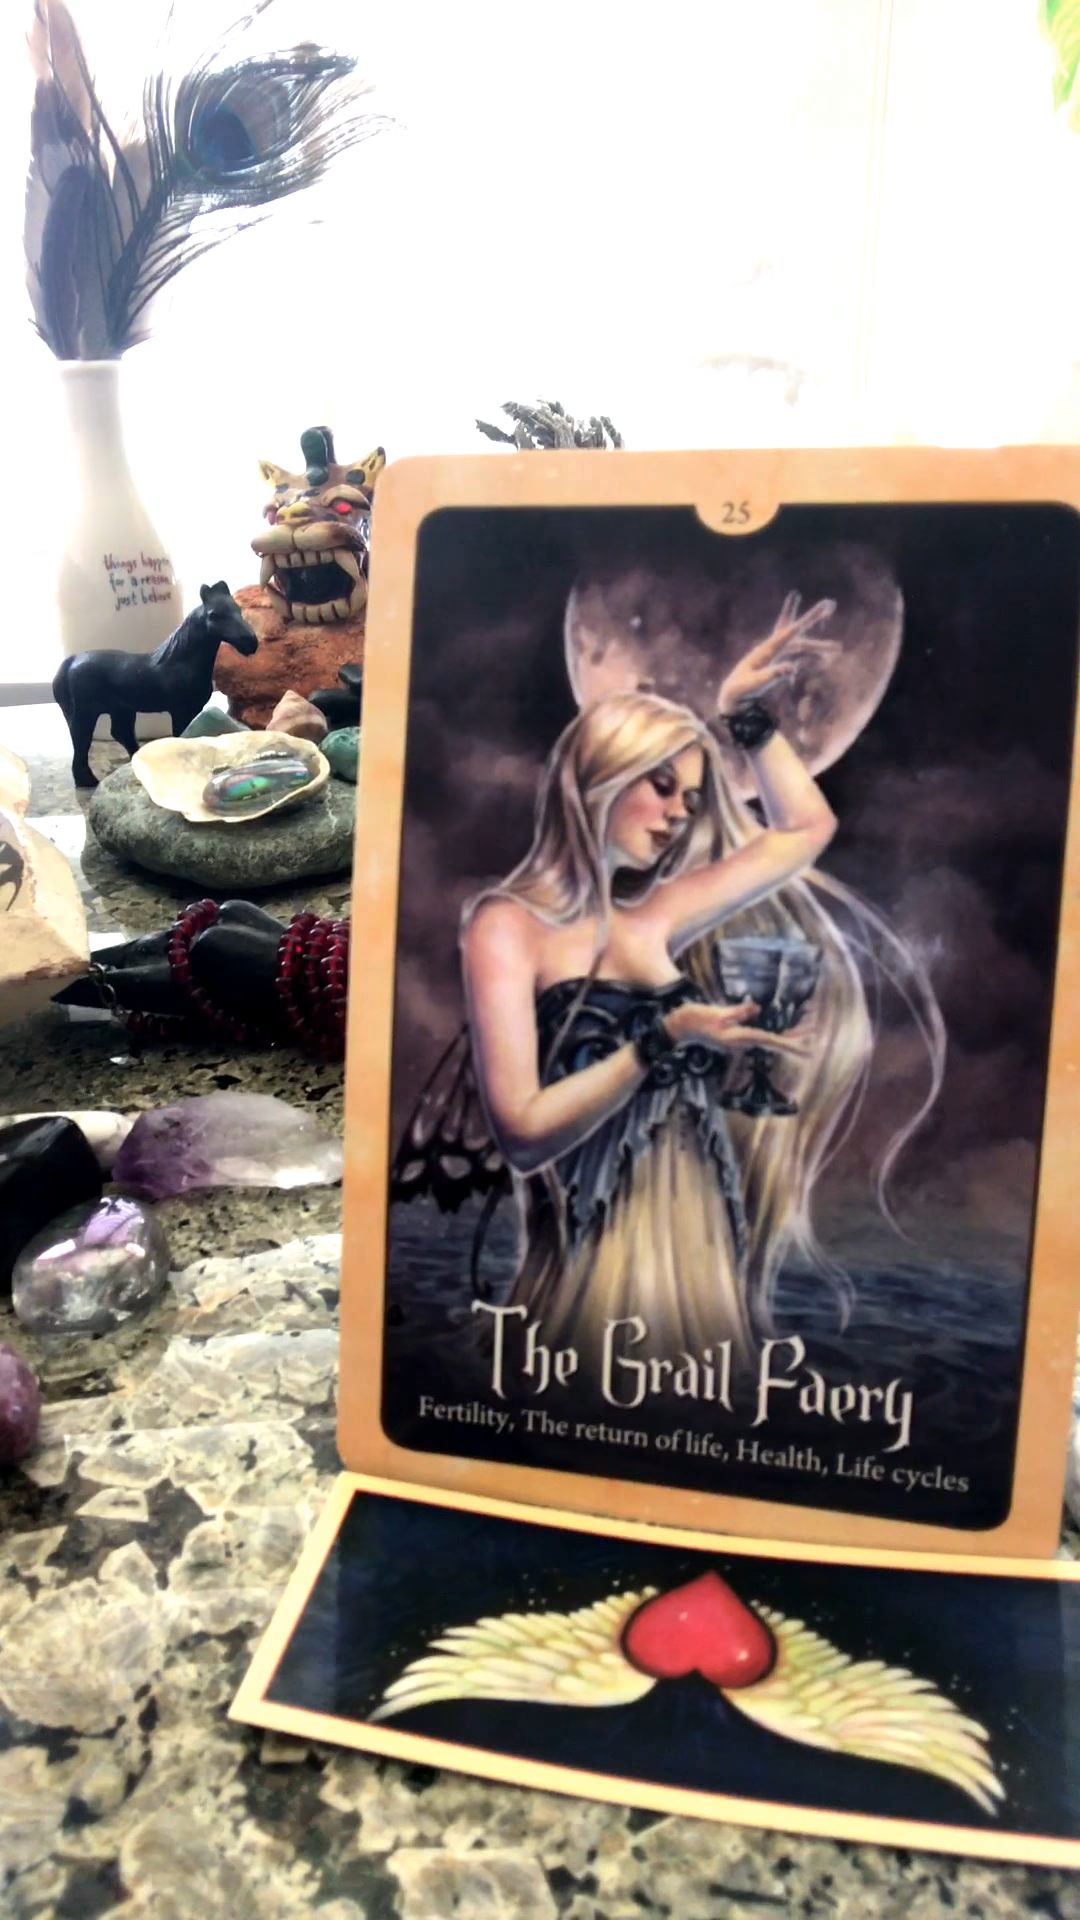 things happen
for a reason
just believe
25
The Grail Faery
Fertility, The return of life, Health, Life cycles